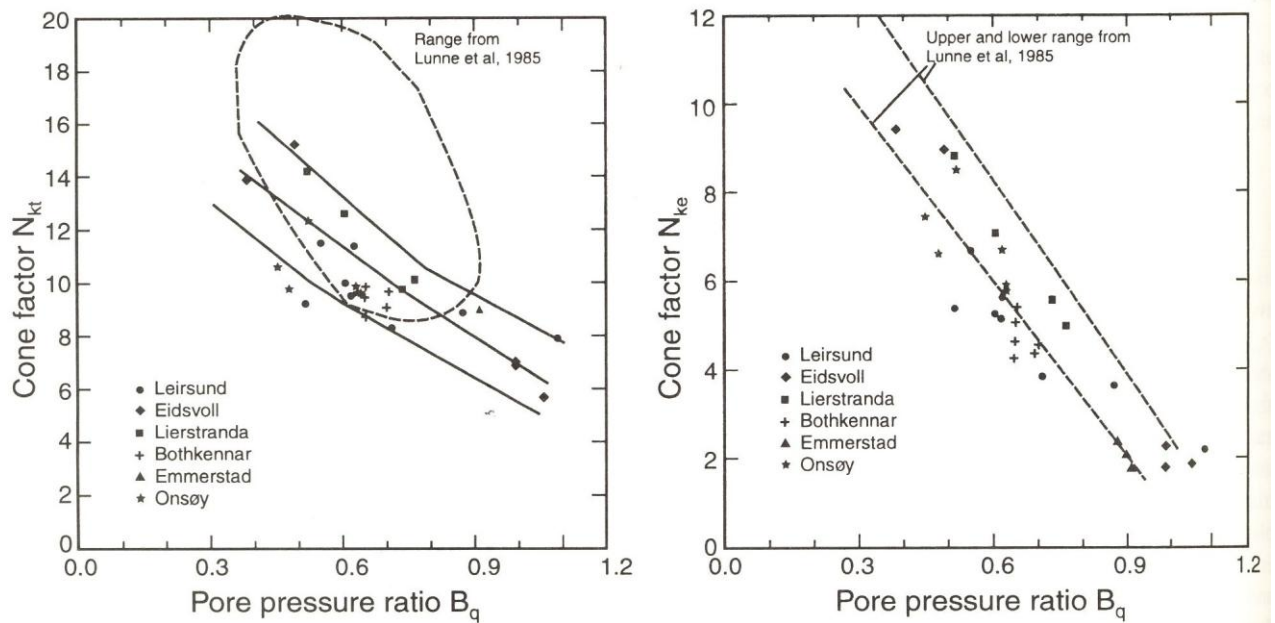 20
18
16
14
12
10
8
6
4
2
0
Cone factor N_kt
Range from
Lunne et al, 1985
Leirsund
Eidsvoll
Lierstranda
Bothkennar
Emmerstad
Onsøy
0.0 0.3 0.6 0.9 1.2
Pore pressure ratio B_q
12
10
8
6
4
2
0
Cone factor N_ke
Upper and lower range from
Lunne et al, 1985
Leirsund
Eidsvoll
Lierstranda
Bothkennar
Emmerstad
Onsøy
0.0 0.3 0.6 0.9 1.2
Pore pressure ratio B_q